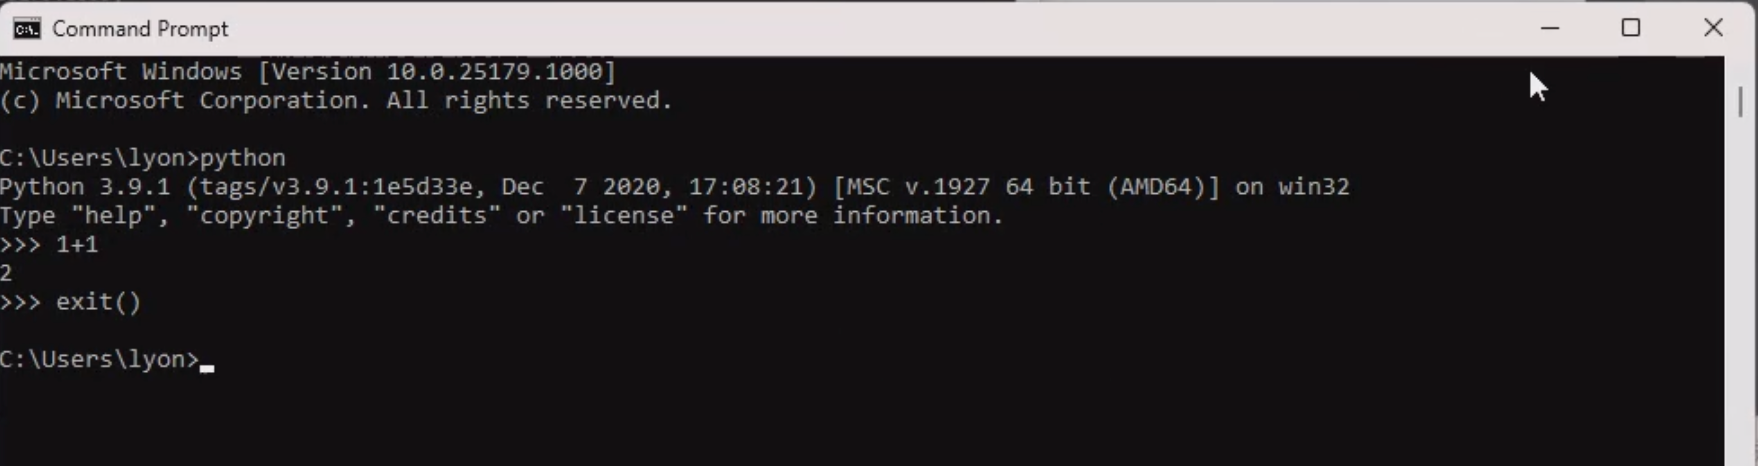 Command Prompt
Microsoft Windows [Version 10.0.25179.1000]
(c) Microsoft Corporation. All rights reserved.
C:\Users\lyon>python
Python 3.9.1 (tags/v3.9.1:1e5d33e, Dec  7 2020, 17:08:21) [MSC v.1927 64 bit (AMD64)] on win32
Type "help", "copyright", "credits" or "license" for more information.
>>> 1+1
2
>>> exit()
C:\Users\lyon>